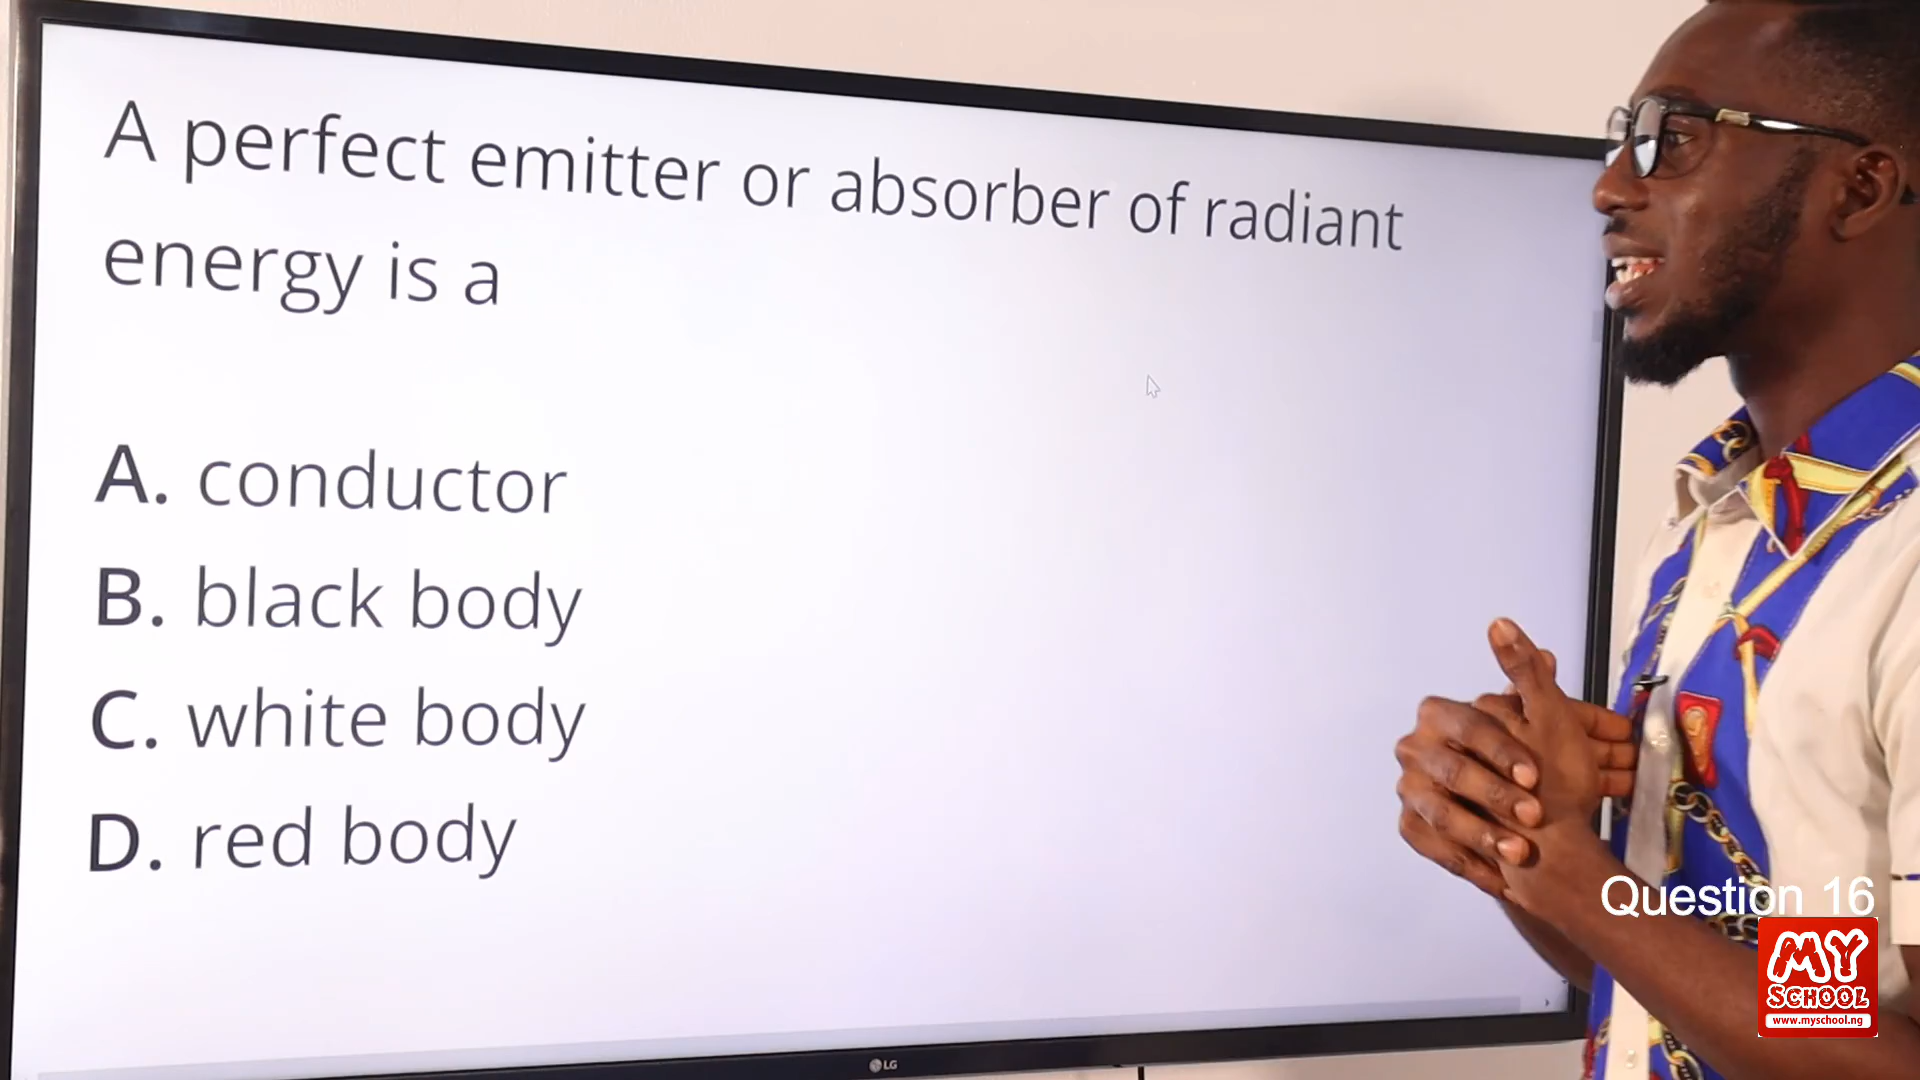 A perfect emitter or absorber of radiant
energy is a
A. conductor
B. black body
C. white body
D. red body
Question 16
MY
SCHOOL
www.myschool.ng
LG